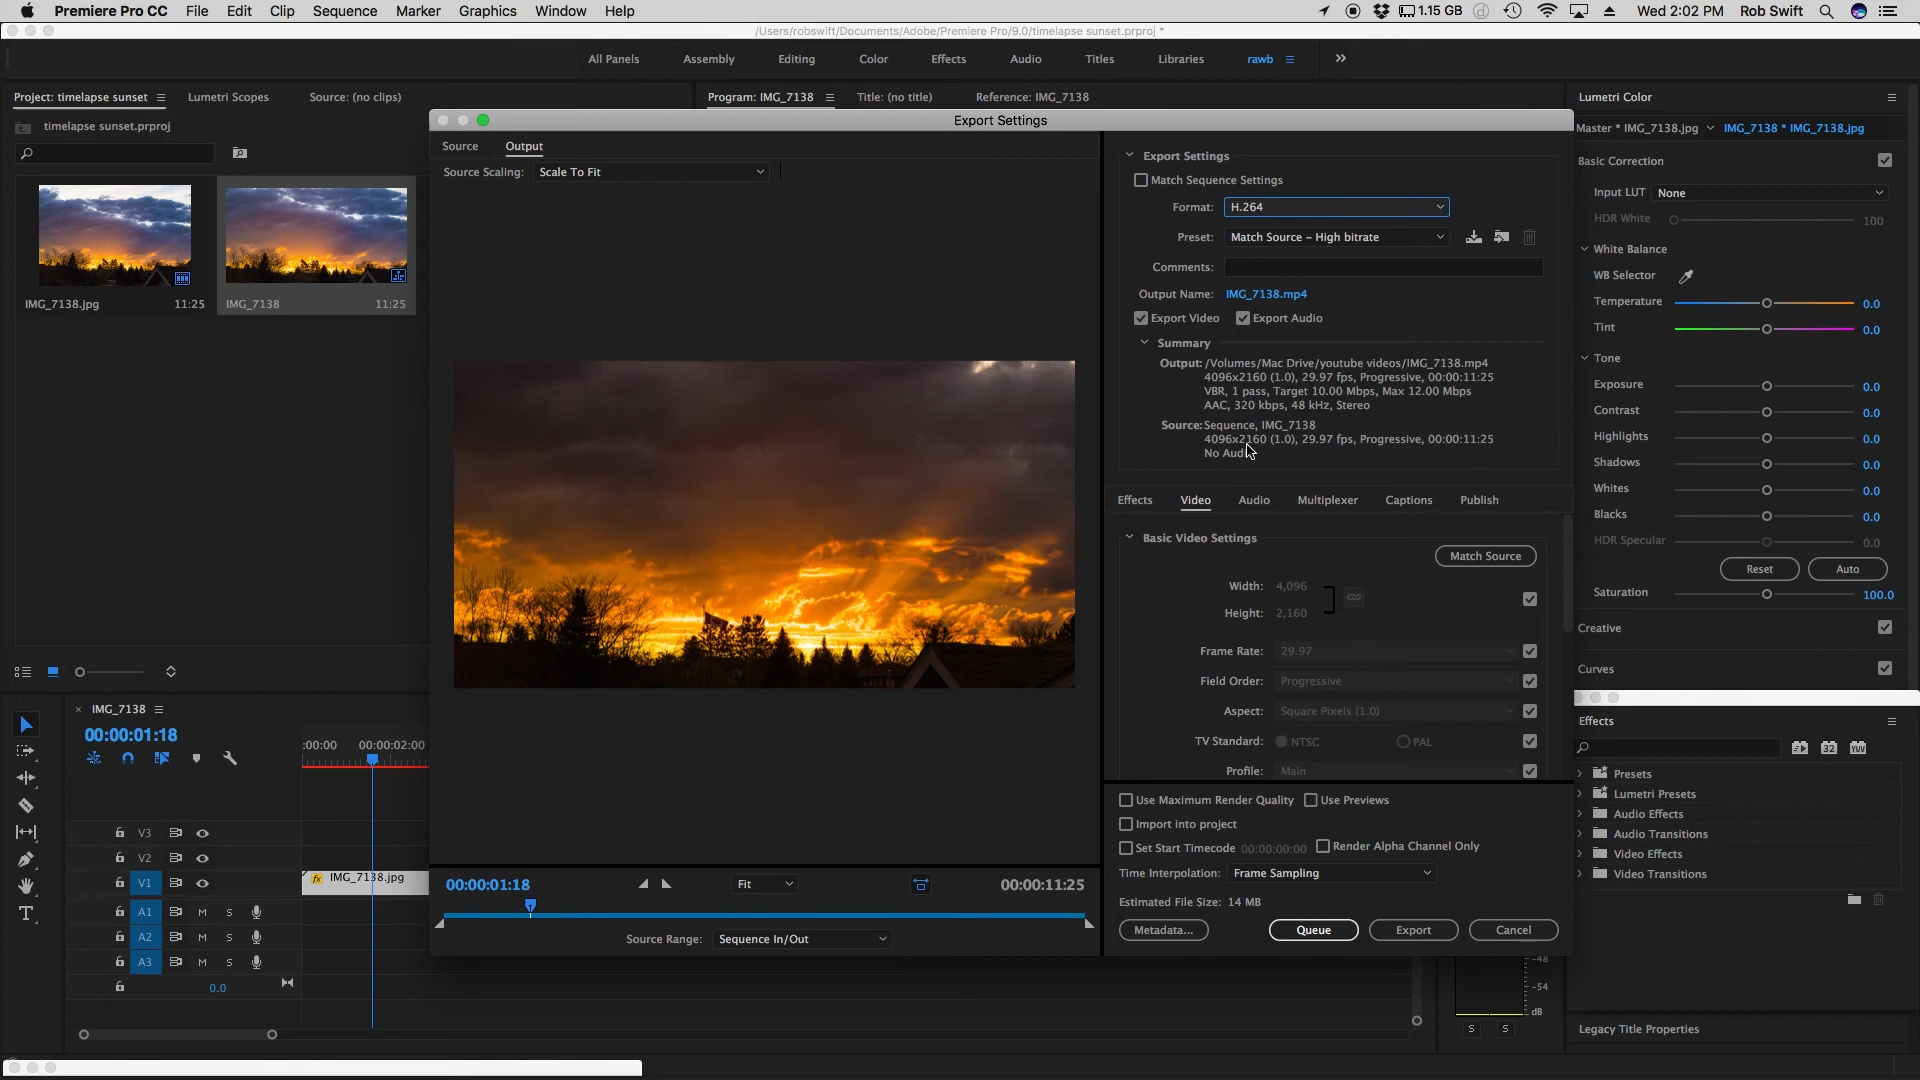 Premiere Pro CC File Edit Clip Sequence Marker Graphics Window Help 1.15 GB Wed 2:02 PM Rob Swift
/Users/robswift/Documents/Adobe/Premiere Pro/9.0/timelapse sunset.prproj *
All Panels Assembly Editing Color Effects Audio Titles Libraries rawb
Project: timelapse sunset Lumetri Scopes Source: (no clips) Program: IMG_7138 Title: (no title) Reference: IMG_7138 Lumetri Color
timelapse sunset.prproj
IMG_7138.jpg 11:25 IMG_7138 11:25
Export Settings
Source Output
Source Scaling: Scale To Fit
Export Settings
Match Sequence Settings
Format: H.264
Preset: Match Source – High bitrate
Comments:
Output Name: IMG_7138.mp4
Export Video Export Audio
Summary
Output: /Volumes/Mac Drive/youtube videos/IMG_7138.mp4
4096x2160 (1.0), 29.97 fps, Progressive, 00:00:11:25
VBR, 1 pass, Target 10.00 Mbps, Max 12.00 Mbps
AAC, 320 kbps, 48 kHz, Stereo
Source: Sequence, IMG_7138
4096x2160 (1.0), 29.97 fps, Progressive, 00:00:11:25
No Audi
Effects Video Audio Multiplexer Captions Publish
Basic Video Settings
Match Source
Width: 4,096
Height: 2,160
Frame Rate: 29.97
Field Order: Progressive
Aspect: Square Pixels (1.0)
TV Standard: NTSC PAL
Profile: Main
Use Maximum Render Quality Use Previews
Import into project
Set Start Timecode 00:00:00:00 Render Alpha Channel Only
Time Interpolation: Frame Sampling
Estimated File Size: 14 MB
Metadata... Queue Export Cancel
00:00:01:18 Fit 00:00:11:25
Source Range: Sequence In/Out
Master * IMG_7138.jpg IMG_7138 * IMG_7138.jpg
Basic Correction
Input LUT None
HDR White 100
White Balance
WB Selector
Temperature 0.0
Tint 0.0
Tone
Exposure 0.0
Contrast 0.0
Highlights 0.0
Shadows 0.0
Whites 0.0
Blacks 0.0
HDR Specular 0.0
Reset Auto
Saturation 100.0
Creative
Curves
Effects
32 YUV
Presets
Lumetri Presets
Audio Effects
Audio Transitions
Video Effects
Video Transitions
Legacy Title Properties
× IMG_7138
00:00:01:18
:00:00 00:00:02:00
V3
V2
V1 fx IMG_7138.jpg
A1 M S
A2 M S
A3 M S
0.0
-48
-54
dB
S S